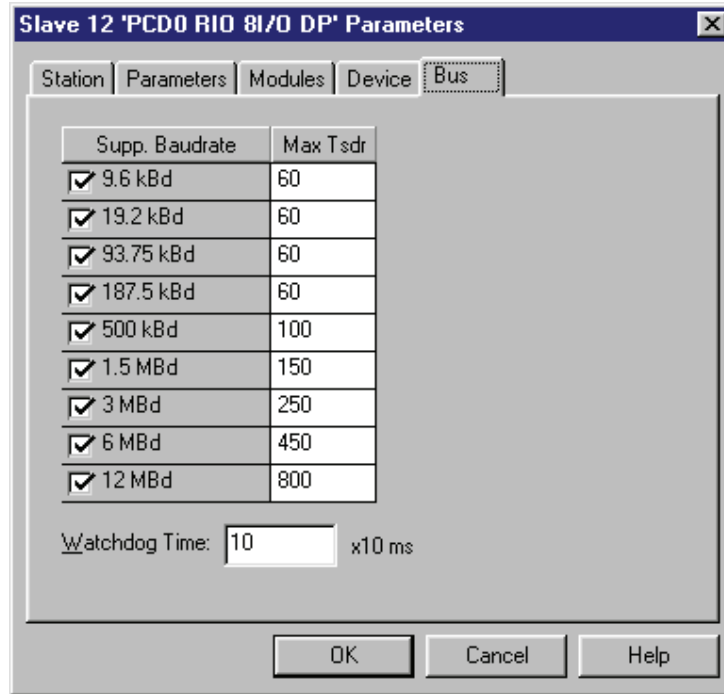 Slave 12 'PCD0 RIO 8I/O DP' Parameters
Station Parameters Modules Device Bus
Supp. Baudrate Max Tsdr
9.6 kBd 60
19.2 kBd 60
93.75 kBd 60
187.5 kBd 60
500 kBd 100
1.5 MBd 150
3 MBd 250
6 MBd 450
12 MBd 800
Watchdog Time: 10 x10 ms
OK Cancel Help